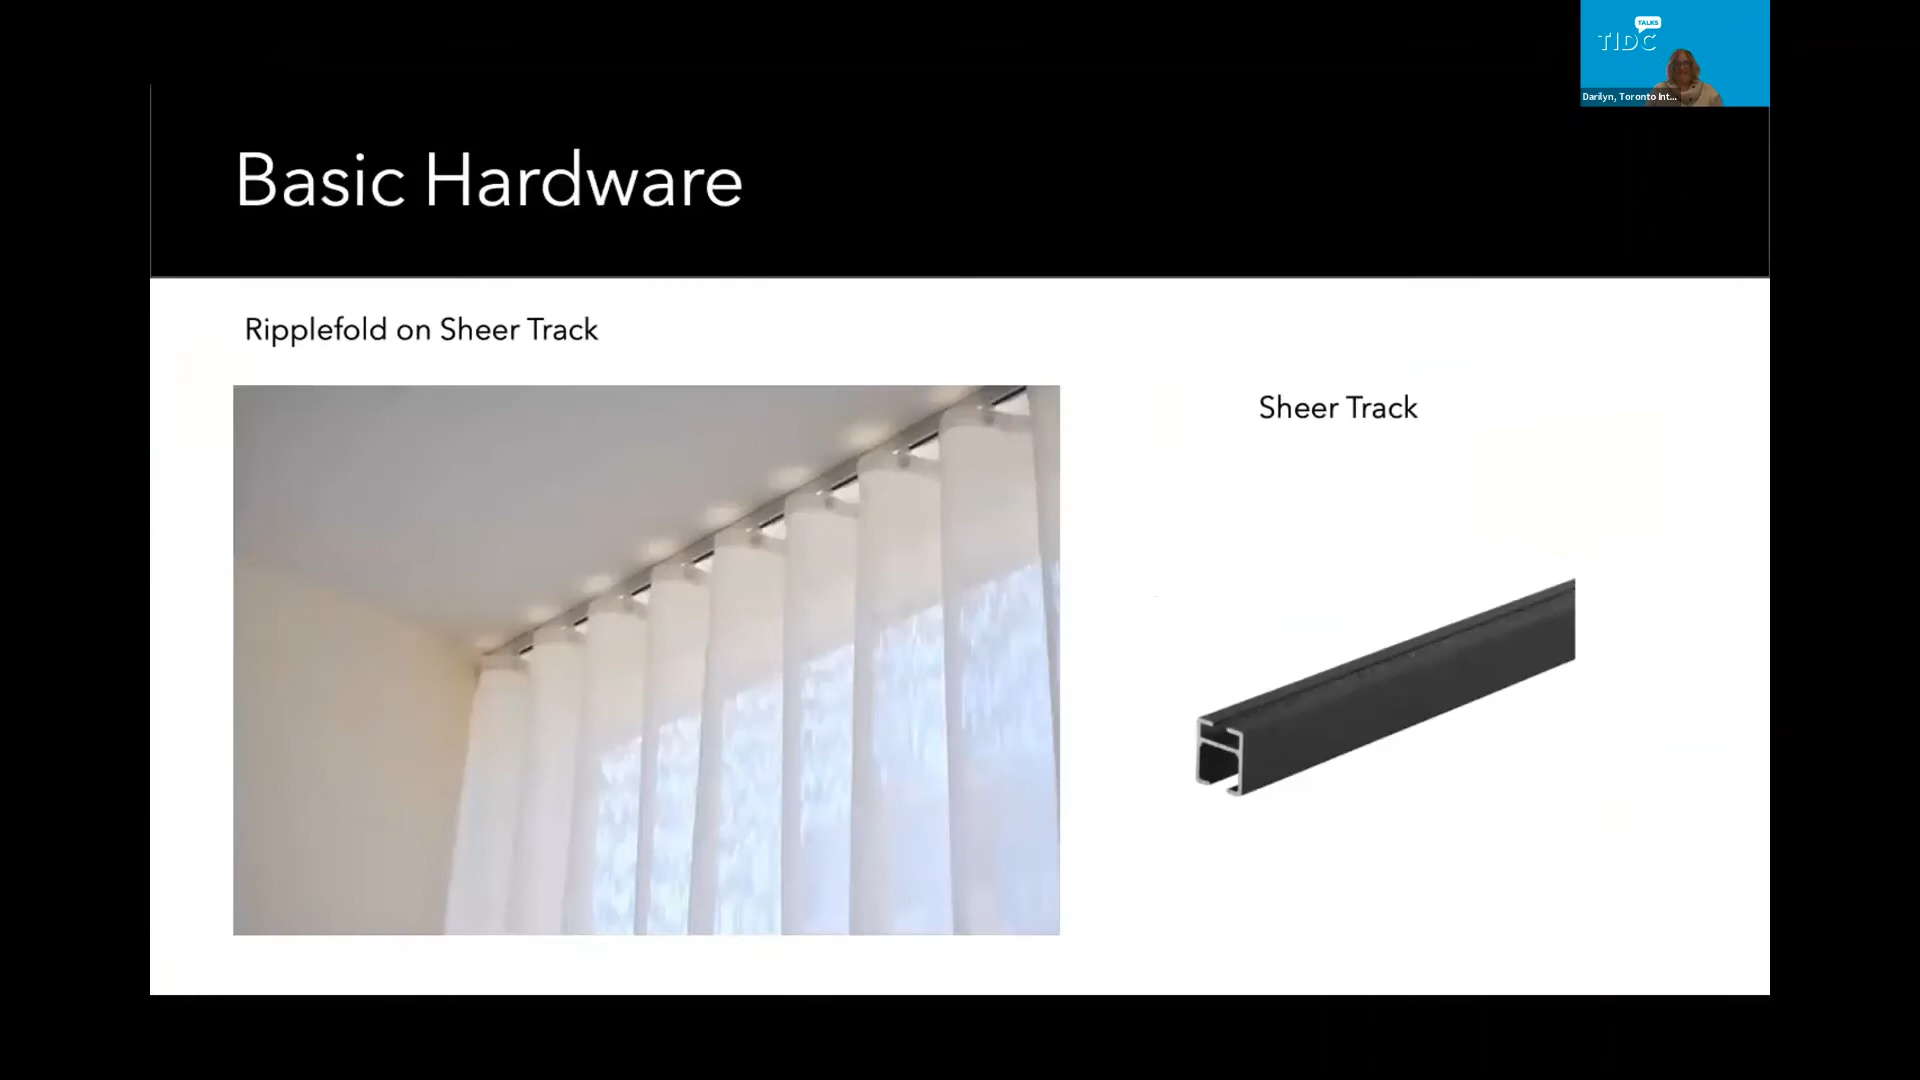 TALKS
TIDC
Darilyn, Toronto Int...
Basic Hardware
Ripplefold on Sheer Track
Sheer Track